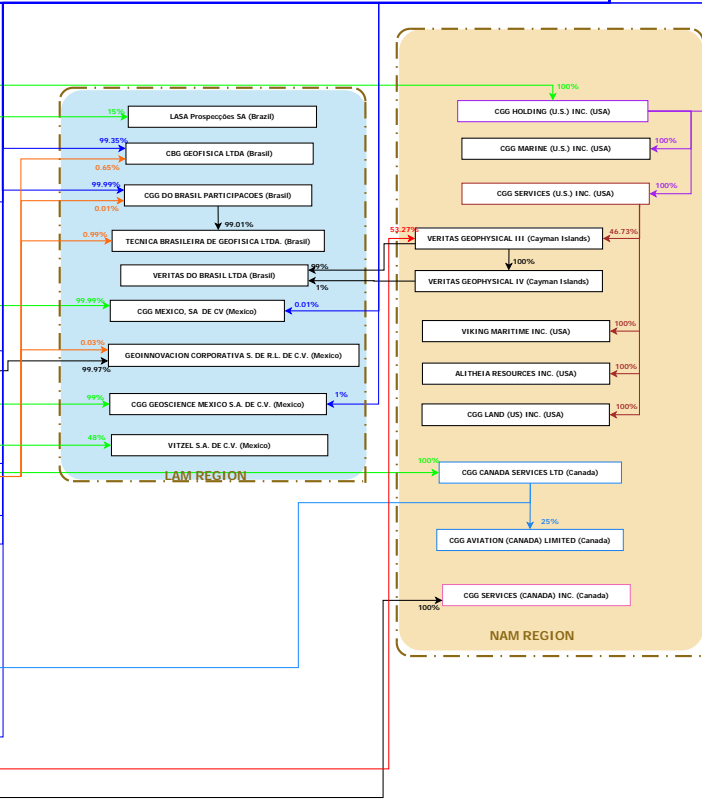 100%
15%
LASA Prospecções SA (Brazil)
CGG HOLDING (U.S.) INC. (USA)
99.35%
CBG GEOFISICA LTDA (Brasil)
0.65%
CGG MARINE (U.S.) INC. (USA)
100%
99.99%
CGG DO BRASIL PARTICIPACOES (Brasil)
0.01%
CGG SERVICES (U.S.) INC. (USA)
100%
99.01%
0.99%
TECNICA BRASILEIRA DE GEOFISICA LTDA. (Brasil)
53.27%
VERITAS GEOPHYSICAL III (Cayman Islands)
46.73%
100%
VERITAS DO BRASIL LTDA (Brasil)
99%
1%
VERITAS GEOPHYSICAL IV (Cayman Islands)
99.99%
CGG MEXICO, SA DE CV (Mexico)
0.01%
VIKING MARITIME INC. (USA)
100%
0.03%
GEOINNOVACION CORPORATIVA S. DE R.L. DE C.V. (Mexico)
99.97%
ALITHEIA RESOURCES INC. (USA)
100%
99%
CGG GEOSCIENCE MEXICO S.A. DE C.V. (Mexico)
1%
CGG LAND (US) INC. (USA)
100%
48%
VITZEL S.A. DE C.V. (Mexico)
LAM REGION
100%
CGG CANADA SERVICES LTD (Canada)
25%
CGG AVIATION (CANADA) LIMITED (Canada)
CGG SERVICES (CANADA) INC. (Canada)
100%
NAM REGION